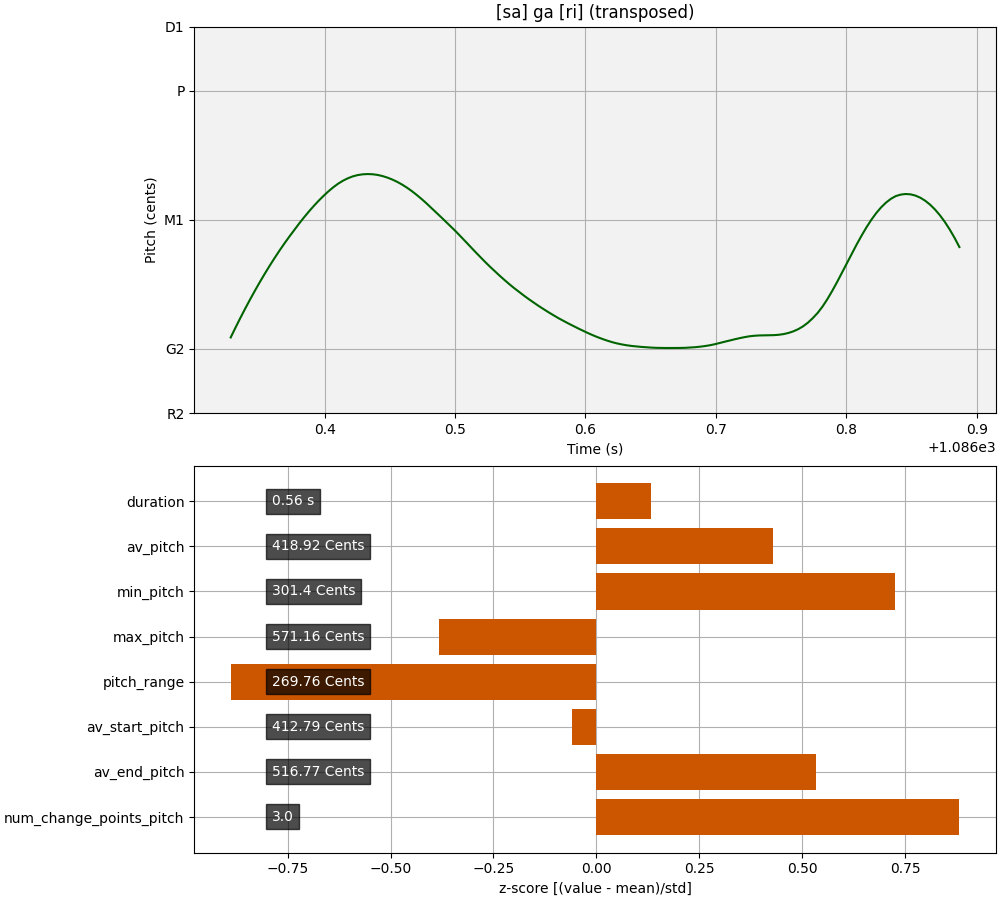 [sa] ga [ri] (transposed)
D1
P
M1
G2
R2
Pitch (cents)
0.4 0.5 0.6 0.7 0.8 0.9
Time (s)
+1.086e3
duration 0.56 s
av_pitch 418.92 Cents
min_pitch 301.4 Cents
max_pitch 571.16 Cents
pitch_range 269.76 Cents
av_start_pitch 412.79 Cents
av_end_pitch 516.77 Cents
num_change_points_pitch 3.0
−0.75 −0.50 −0.25 0.00 0.25 0.50 0.75
z-score [(value - mean)/std]